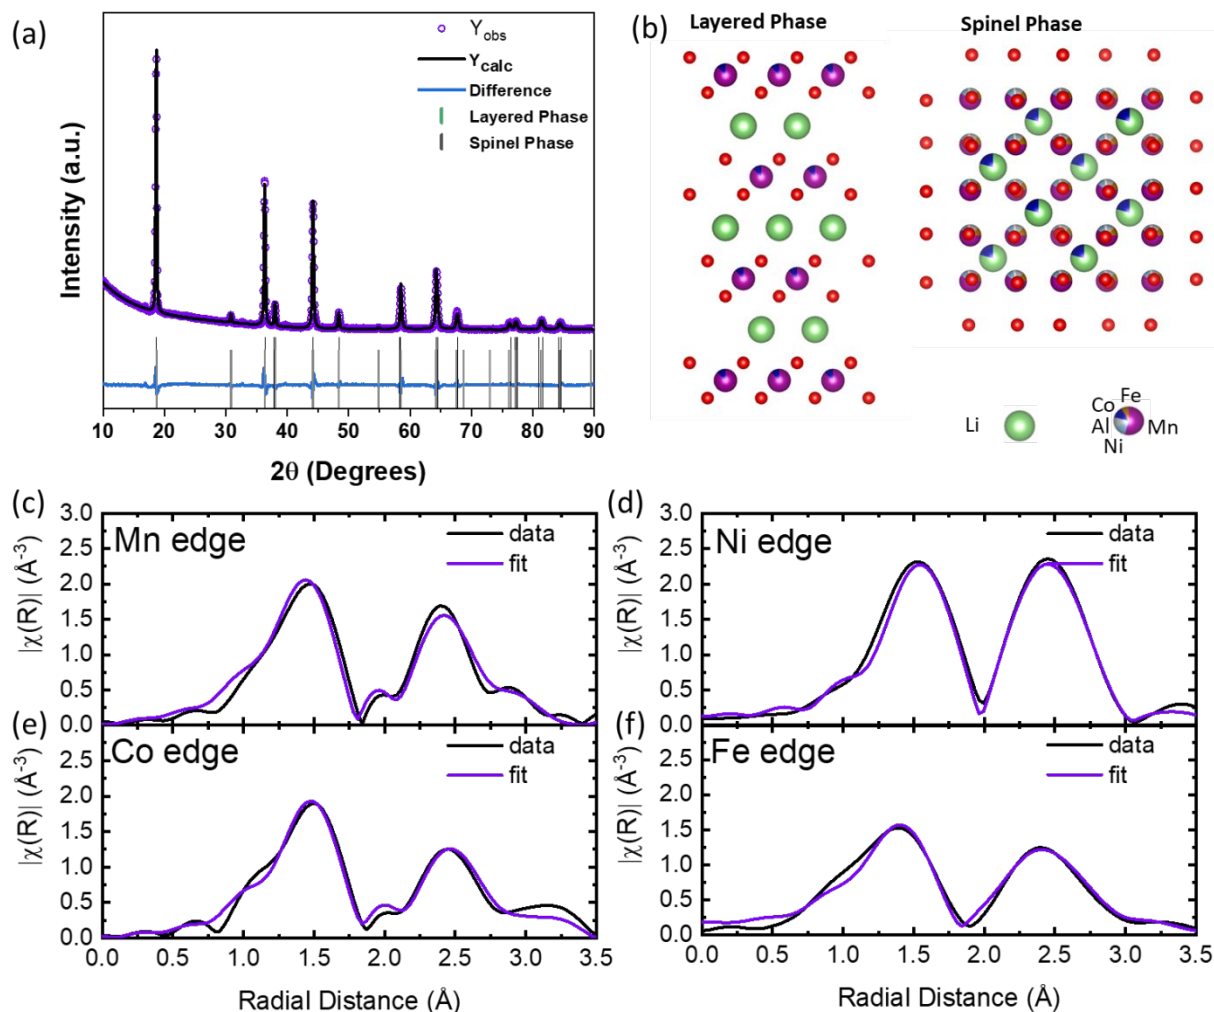 (a)
Y_obs
Y_calc
Difference
Layered Phase
Spinel Phase
Intensity (a.u.)
10 20 30 40 50 60 70 80 90
2θ (Degrees)
(b)
Layered Phase
Spinel Phase
Li
Fe
Co
Al
Mn
Ni
(c)
Mn edge
data
fit
|χ(R)| (Å⁻³)
3.0
2.5
2.0
1.5
1.0
0.5
0.0
(d)
Ni edge
data
fit
|χ(R)| (Å⁻³)
3.0
2.5
2.0
1.5
1.0
0.5
0.0
(e)
Co edge
data
fit
|χ(R)| (Å⁻³)
2.5
2.0
1.5
1.0
0.5
0.0
0.0 0.5 1.0 1.5 2.0 2.5 3.0 3.5
Radial Distance (Å)
(f)
Fe edge
data
fit
|χ(R)| (Å⁻³)
2.5
2.0
1.5
1.0
0.5
0.0
0.0 0.5 1.0 1.5 2.0 2.5 3.0 3.5
Radial Distance (Å)